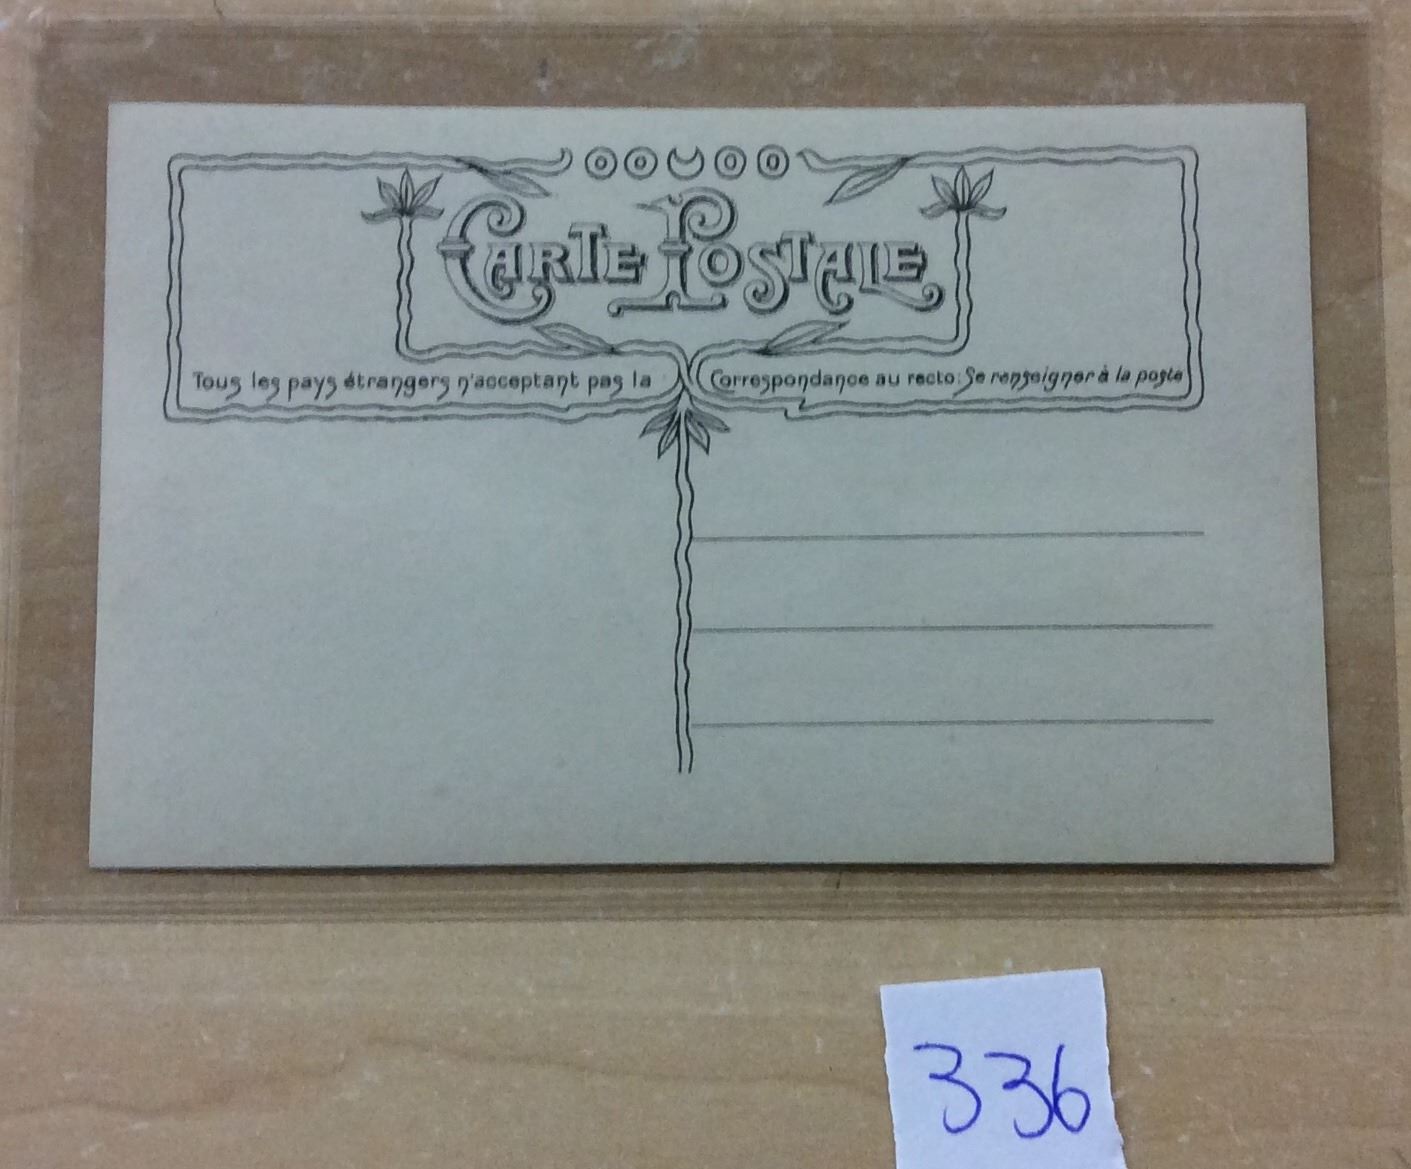 CARTE POSTALE
Tous les pays étrangers n'acceptant pas la Correspondance au recto: Se renseigner à la poste
336